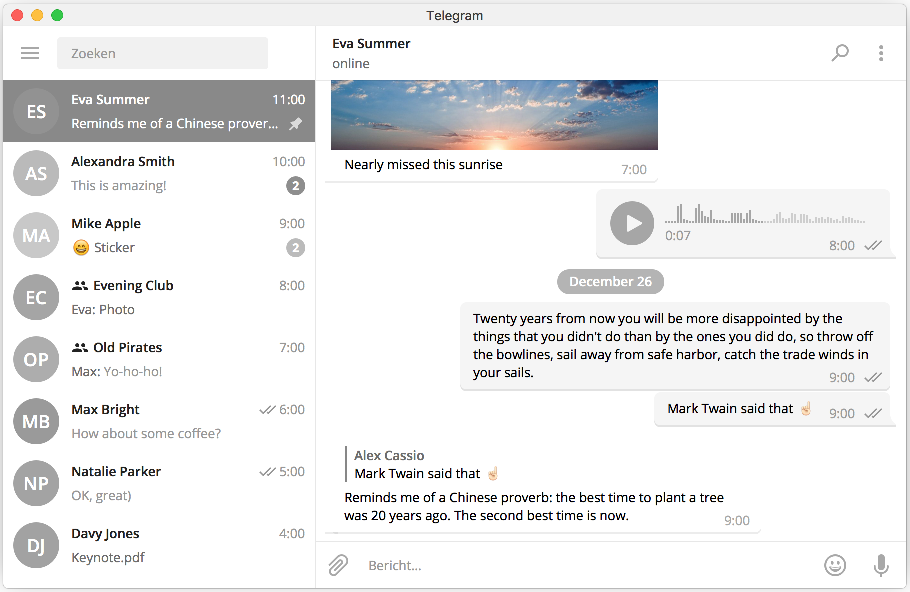 Telegram
Zoeken
ES
Eva Summer
11:00
Reminds me of a Chinese prover...
AS
Alexandra Smith
10:00
This is amazing!
2
MA
Mike Apple
9:00
😄 Sticker
2
EC
Evening Club
8:00
Eva: Photo
OP
Old Pirates
7:00
Max: Yo-ho-ho!
MB
Max Bright
6:00
How about some coffee?
NP
Natalie Parker
5:00
OK, great)
DJ
Davy Jones
4:00
Keynote.pdf
Eva Summer
online
Nearly missed this sunrise
7:00
0:07
8:00
December 26
Twenty years from now you will be more disappointed by the
things that you didn't do than by the ones you did do, so throw off
the bowlines, sail away from safe harbor, catch the trade winds in
your sails.
9:00
Mark Twain said that ☝🏻
9:00
Alex Cassio
Mark Twain said that ☝🏻
Reminds me of a Chinese proverb: the best time to plant a tree
was 20 years ago. The second best time is now.
9:00
Bericht...